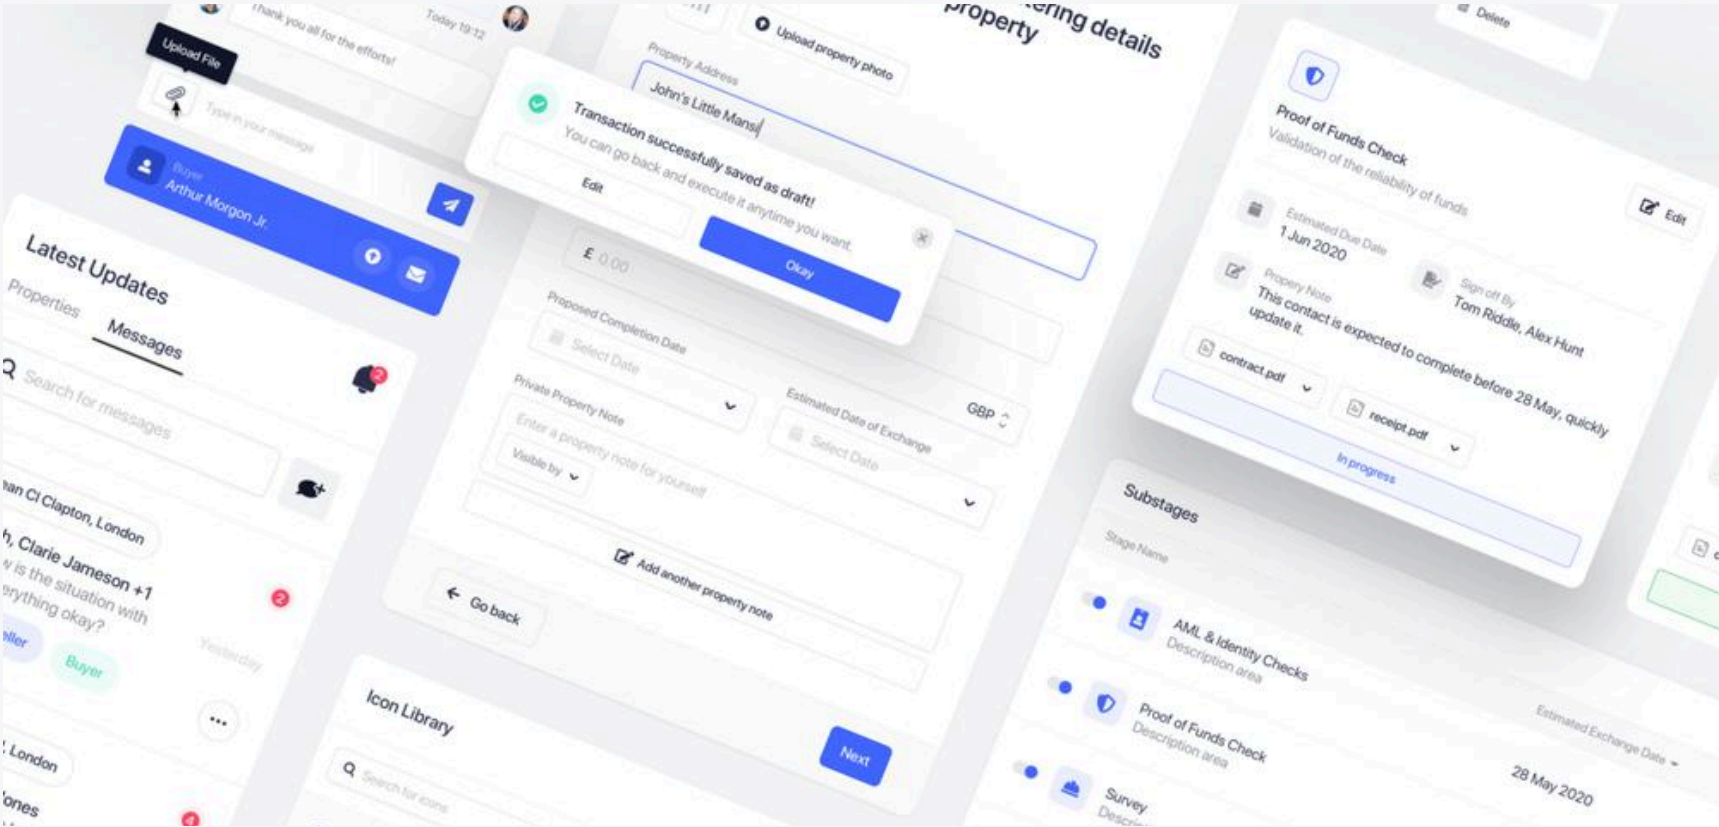 Thank you all for the efforts!
Today 19:12
Upload File
Type in your message
Buyer
Arthur Morgon Jr.
Latest Updates
Properties
Messages
2
Search for messages
Cl Clapton, London
Clarie Jameson +1
is the situation with
okay?
2
Yesterday
Buyer
London
4
details
property
Upload property photo
Property Address
John's Little Mansi
Transaction successfully saved as draft!
You can go back and execute it anytime you want.
Edit
Okay
£ 0.00
GBP
Proposed Completion Date
Select Date
Estimated Date of Exchange
Select Date
Private Property Note
Enter a property note for yourself
Visible by
Add another property note
Go back
Next
Icon Library
Search for icons
Delete
Proof of Funds Check
Validation of the reliability of funds
Edit
Estimated Due Date
1 Jun 2020
Sign off By
Tom Riddle, Alex Hunt
Propery Note
This contact is expected to complete before 28 May, quickly
update it.
contract.pdf
receipt.pdf
In progress
Substages
Stage Name
Estimated Exchange Date
AML & Identity Checks
Description area
28 May 2020
Proof of Funds Check
Description area
Survey